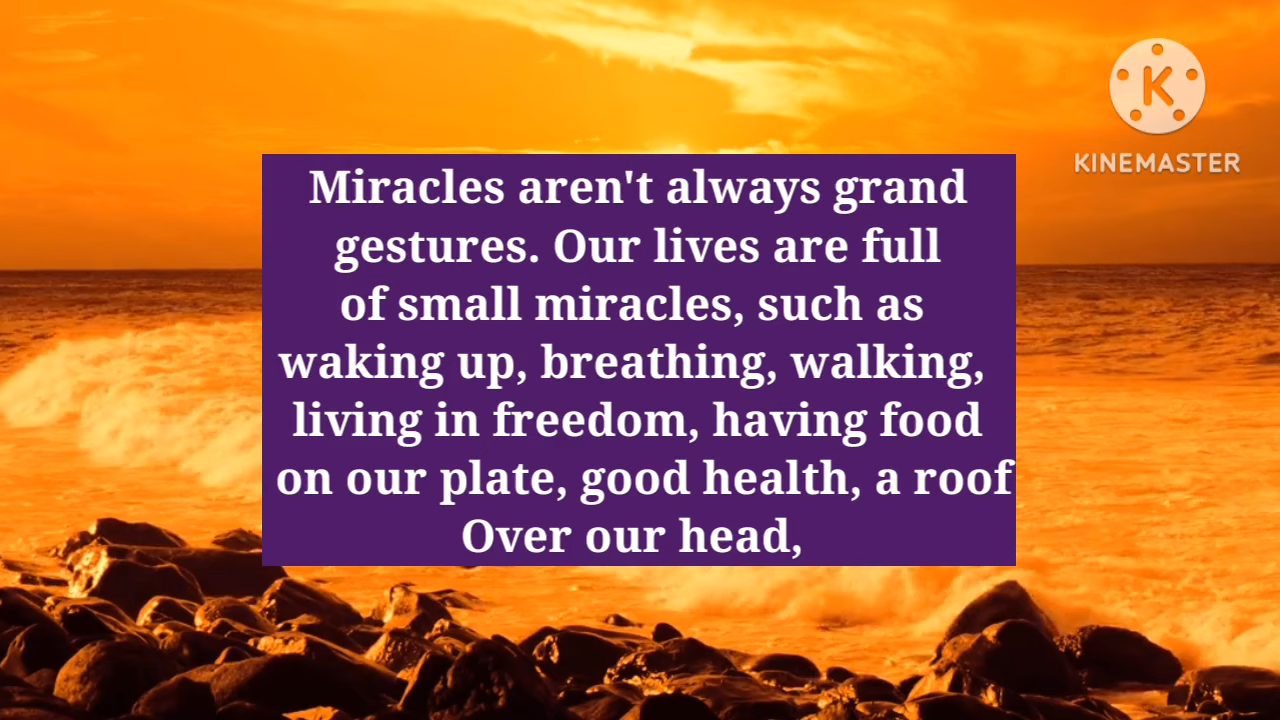 Miracles aren't always grand
gestures. Our lives are full
of small miracles, such as
waking up, breathing, walking,
living in freedom, having food
on our plate, good health, a roof
Over our head,
K
KINEMASTER